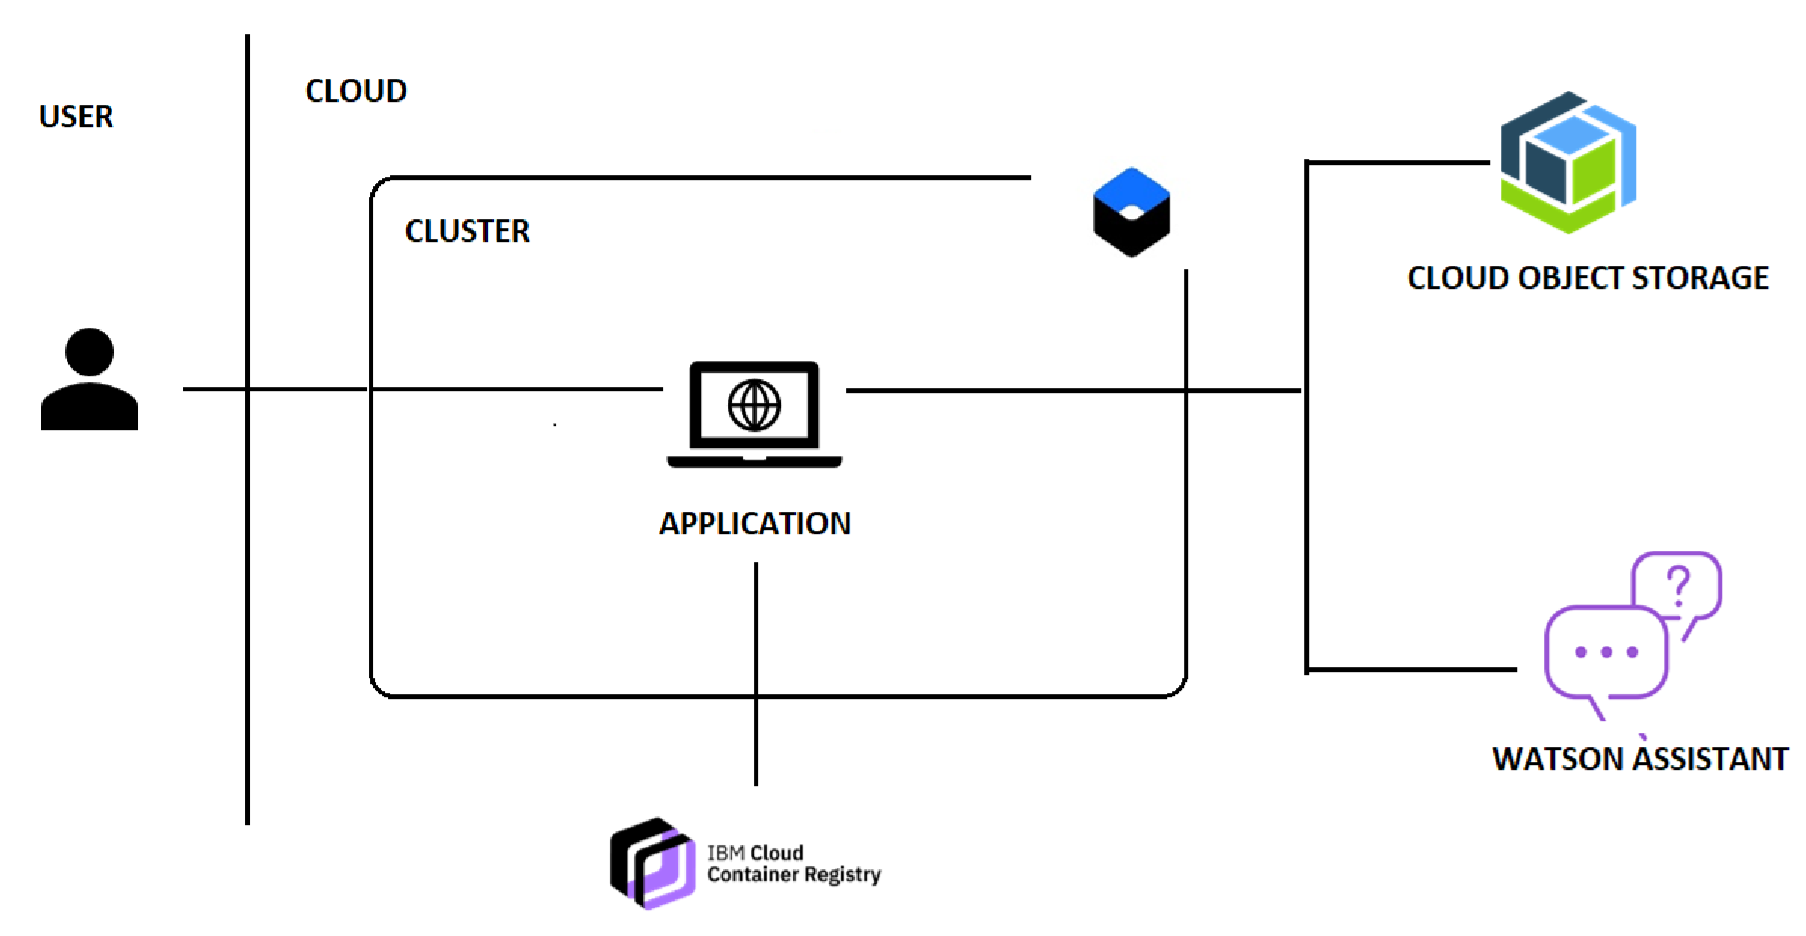 USER
CLOUD
CLUSTER
CLOUD OBJECT STORAGE
?
APPLICATION
WATSON ASSISTANT
IBM Cloud
Container Registry